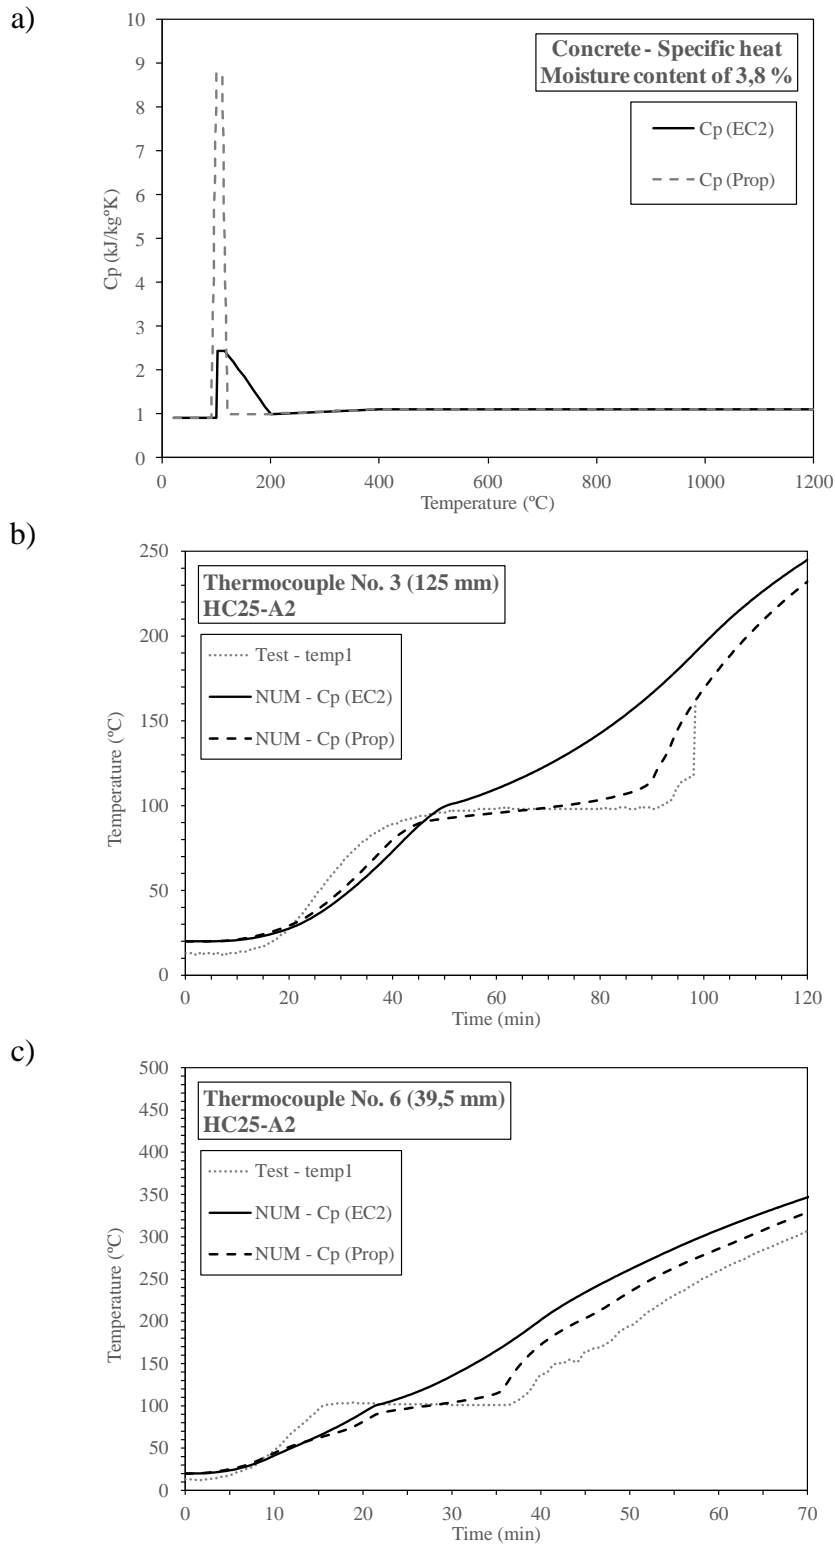 a)
10
9
8
7
6
5
4
3
2
1
0
Cp (kJ/kgºK)
Concrete - Specific heat
Moisture content of 3,8 %
Cp (EC2)
Cp (Prop)
0 200 400 600 800 1000 1200
Temperature (ºC)
b)
250
200
150
100
50
0
Temperature (ºC)
Thermocouple No. 3 (125 mm)
HC25-A2
Test - temp1
NUM - Cp (EC2)
NUM - Cp (Prop)
0 20 40 60 80 100 120
Time (min)
c)
500
450
400
350
300
250
200
150
100
50
0
Temperature (ºC)
Thermocouple No. 6 (39,5 mm)
HC25-A2
Test - temp1
NUM - Cp (EC2)
NUM - Cp (Prop)
0 10 20 30 40 50 60 70
Time (min)